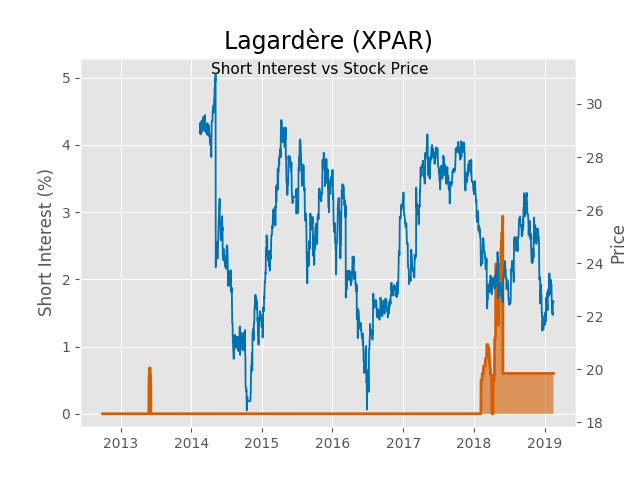 Lagardère (XPAR)
Short Interest vs Stock Price
Short Interest (%)
5
4
3
2
1
0
30
28
26
24
22
20
18
Price
2013 2014 2015 2016 2017 2018 2019